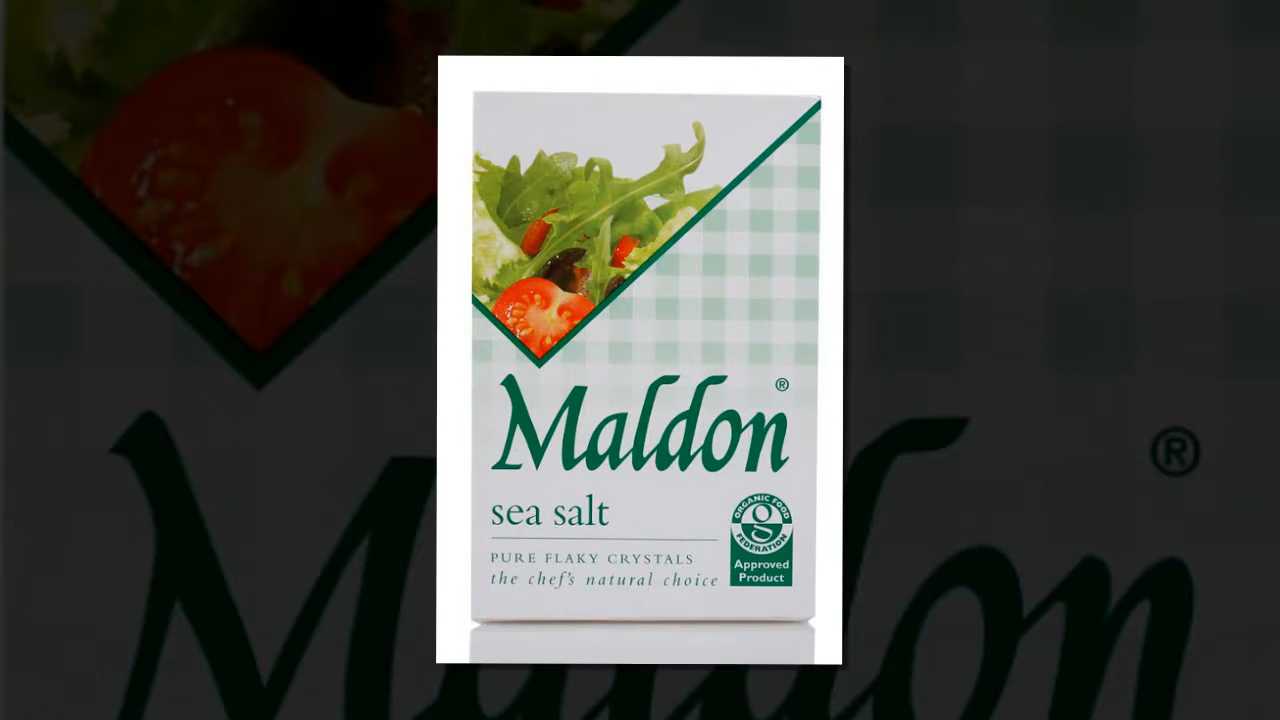 Maldon®
sea salt
PURE FLAKY CRYSTALS
the chef's natural choice
ORGANIC FOOD
FEDERATION
Approved
Product